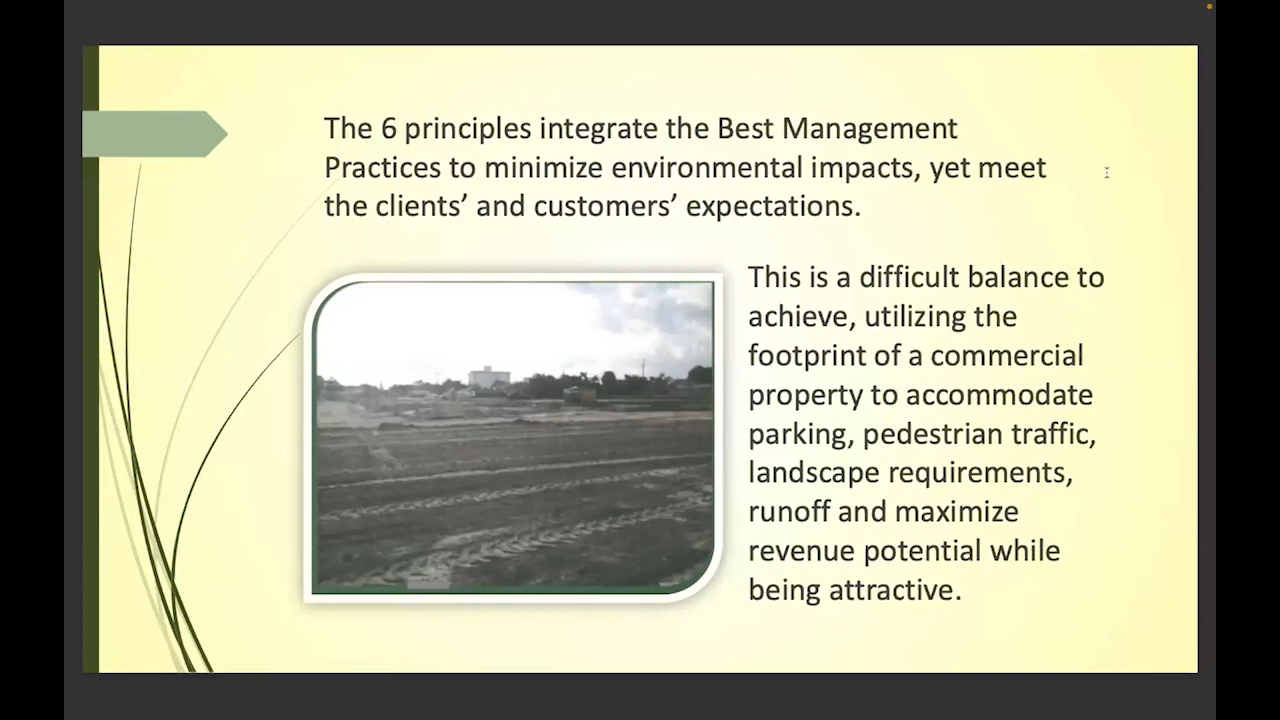 The 6 principles integrate the Best Management
Practices to minimize environmental impacts, yet meet
the clients’ and customers’ expectations.
This is a difficult balance to
achieve, utilizing the
footprint of a commercial
property to accommodate
parking, pedestrian traffic,
landscape requirements,
runoff and maximize
revenue potential while
being attractive.